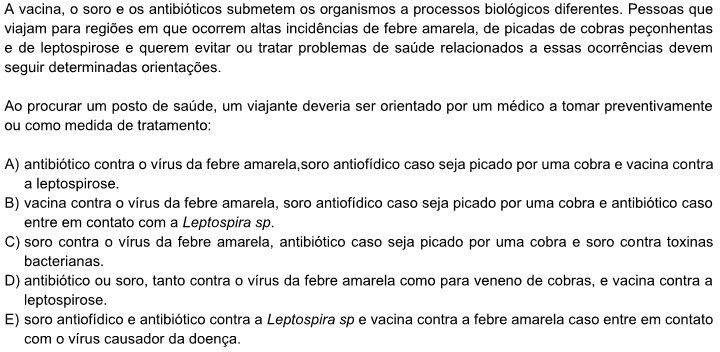 A vacina, o soro e os antibióticos submetem os organismos a processos biológicos diferentes. Pessoas que
viajam para regiões em que ocorrem altas incidências de febre amarela, de picadas de cobras peçonhentas
e de leptospirose e querem evitar ou tratar problemas de saúde relacionados a essas ocorrências devem
seguir determinadas orientações.
Ao procurar um posto de saúde, um viajante deveria ser orientado por um médico a tomar preventivamente
ou como medida de tratamento:
A) antibiótico contra o vírus da febre amarela,soro antiofídico caso seja picado por uma cobra e vacina contra
a leptospirose.
B) vacina contra o vírus da febre amarela, soro antiofídico caso seja picado por uma cobra e antibiótico caso
entre em contato com a Leptospira sp.
C) soro contra o vírus da febre amarela, antibiótico caso seja picado por uma cobra e soro contra toxinas
bacterianas.
D) antibiótico ou soro, tanto contra o vírus da febre amarela como para veneno de cobras, e vacina contra a
leptospirose.
E) soro antiofídico e antibiótico contra a Leptospira sp e vacina contra a febre amarela caso entre em contato
com o vírus causador da doença.